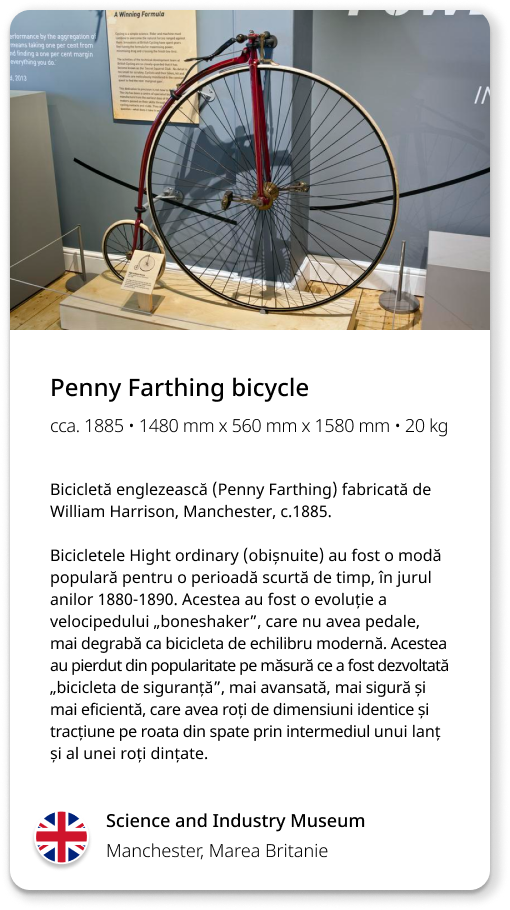 A Winning Formula
performance by the aggregation of
means taking one per cent from
nd finding a one per cent margin
everything you do.
2013
Penny Farthing bicycle
cca. 1885 • 1480 mm x 560 mm x 1580 mm • 20 kg
Bicicletă englezească (Penny Farthing) fabricată de
William Harrison, Manchester, c.1885.
Bicicletele Hight ordinary (obișnuite) au fost o modă
populară pentru o perioadă scurtă de timp, în jurul
anilor 1880-1890. Acestea au fost o evoluție a
velocipedului „boneshaker”, care nu avea pedale,
mai degrabă ca bicicleta de echilibru modernă. Acestea
au pierdut din popularitate pe măsură ce a fost dezvoltată
„bicicleta de siguranță”, mai avansată, mai sigură și
mai eficientă, care avea roți de dimensiuni identice și
tracțiune pe roata din spate prin intermediul unui lanț
și al unei roți dințate.
Science and Industry Museum
Manchester, Marea Britanie